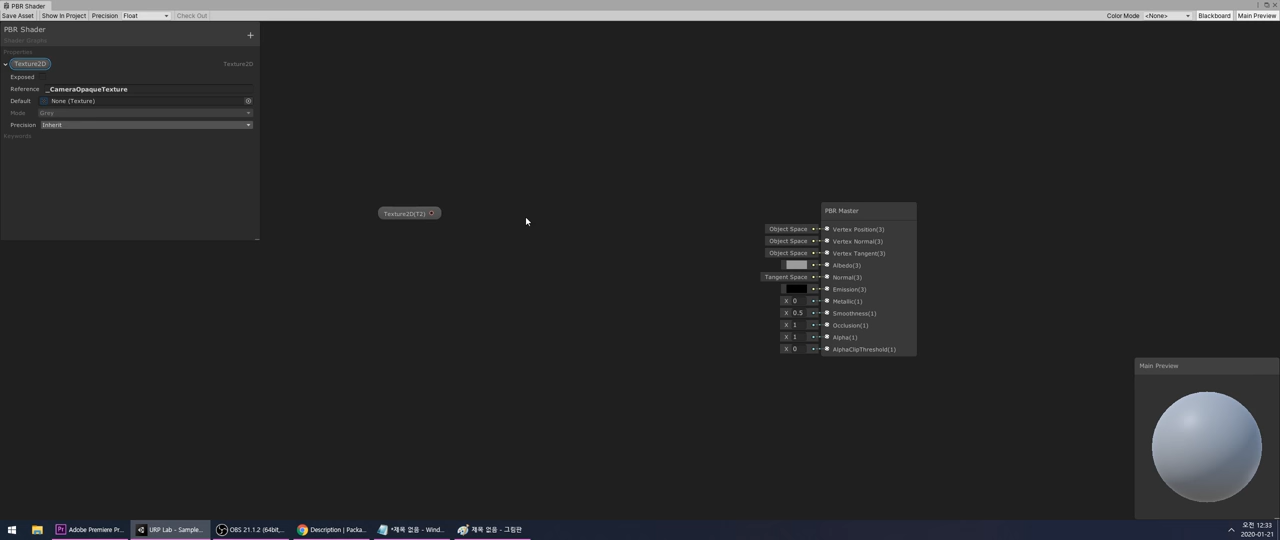 PBR Shader
Save Asset Show In Project Precision Float Check Out Color Mode <None> Blackboard Main Preview
PBR Shader
Shader Graphs
Properties
Texture2D Texture2D
Exposed
Reference _CameraOpaqueTexture
Default None (Texture)
Mode Grey
Precision Inherit
Keywords
Texture2D(T2)
PBR Master
Object Space Vertex Position(3)
Object Space Vertex Normal(3)
Object Space Vertex Tangent(3)
Albedo(3)
Tangent Space Normal(3)
Emission(3)
X 0 Metallic(1)
X 0.5 Smoothness(1)
X 1 Occlusion(1)
X 1 Alpha(1)
X 0 AlphaClipThreshold(1)
Main Preview
Adobe Premiere Pr... URP Lab - Sample... OBS 21.1.2 (64bit,... Description | Packa... *제목 없음 - Wind... 제목 없음 - 그림판
오전 12:33
2020-01-21